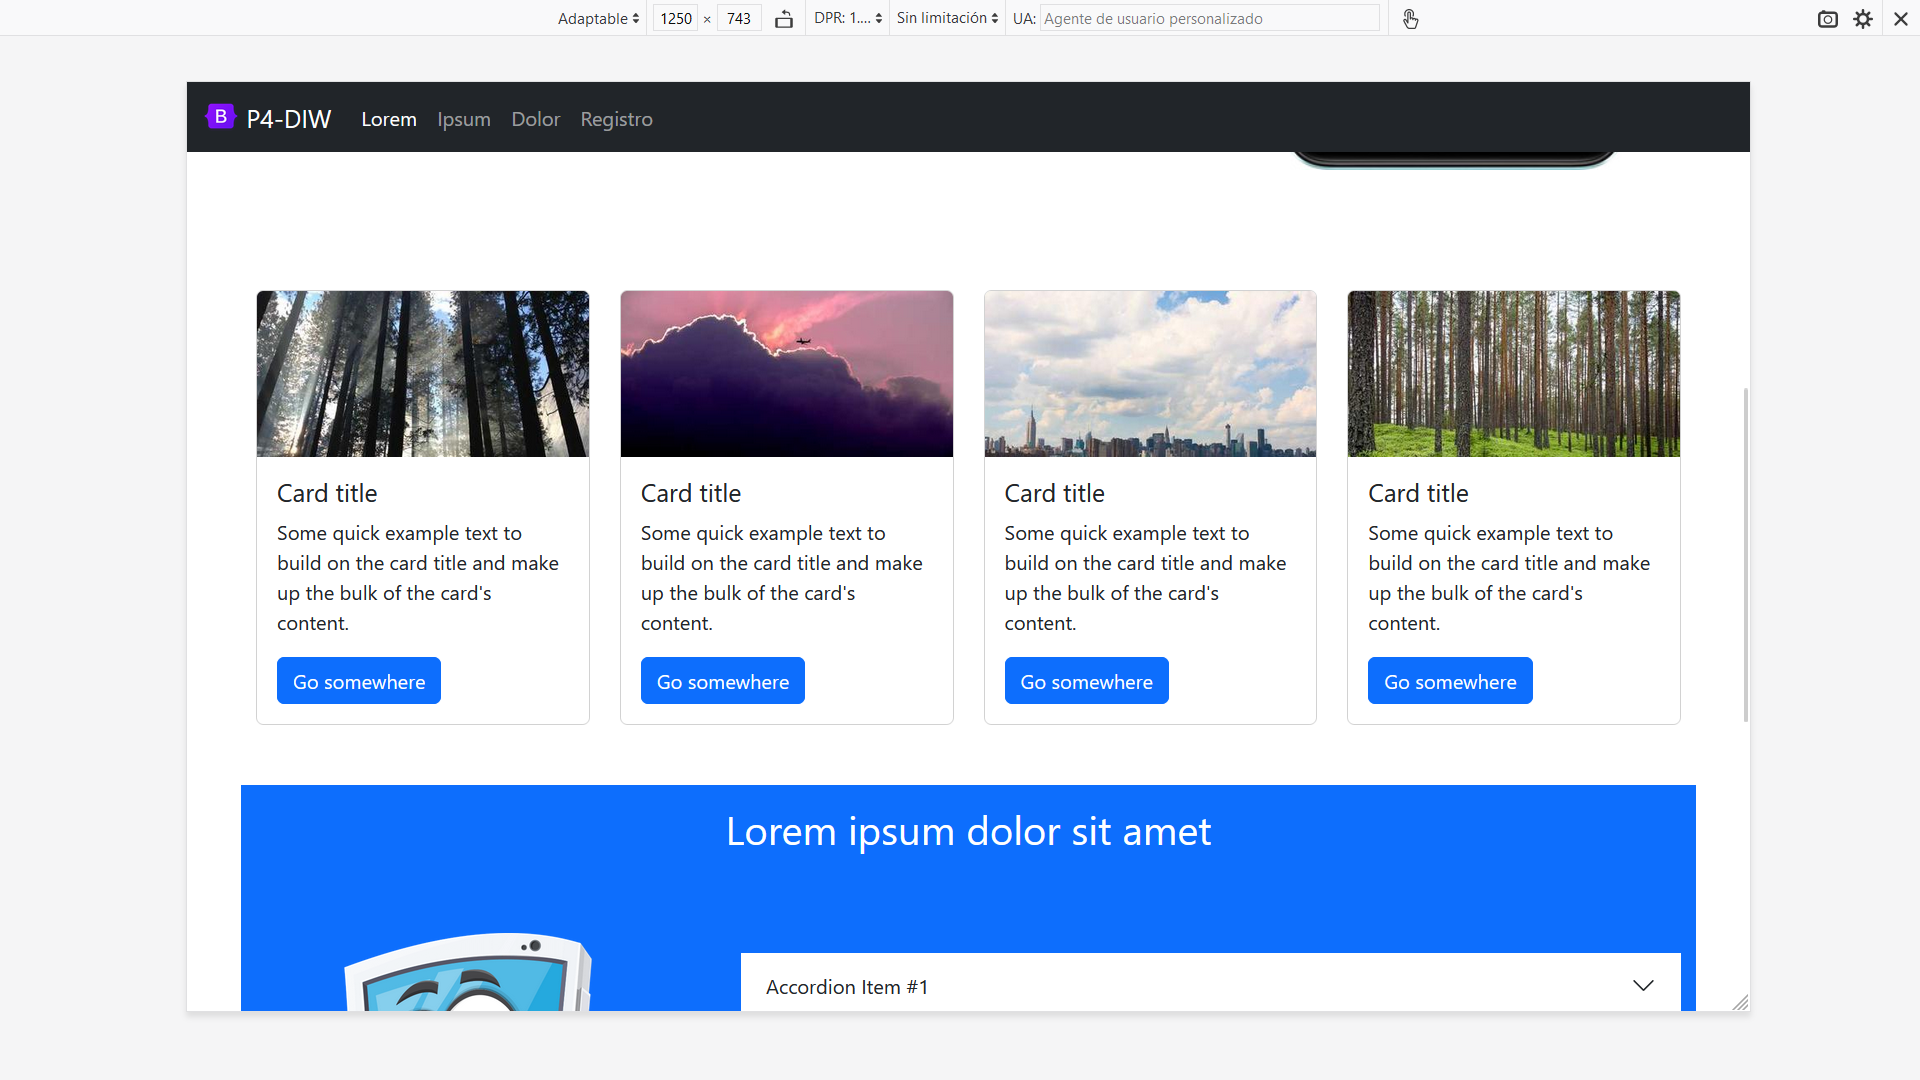 Adaptable 1250 × 743 DPR: 1.... Sin limitación UA: Agente de usuario personalizado
B P4-DIW Lorem Ipsum Dolor Registro
Card title
Some quick example text to
build on the card title and make
up the bulk of the card's
content.
Go somewhere
Card title
Some quick example text to
build on the card title and make
up the bulk of the card's
content.
Go somewhere
Card title
Some quick example text to
build on the card title and make
up the bulk of the card's
content.
Go somewhere
Card title
Some quick example text to
build on the card title and make
up the bulk of the card's
content.
Go somewhere
Lorem ipsum dolor sit amet
Accordion Item #1